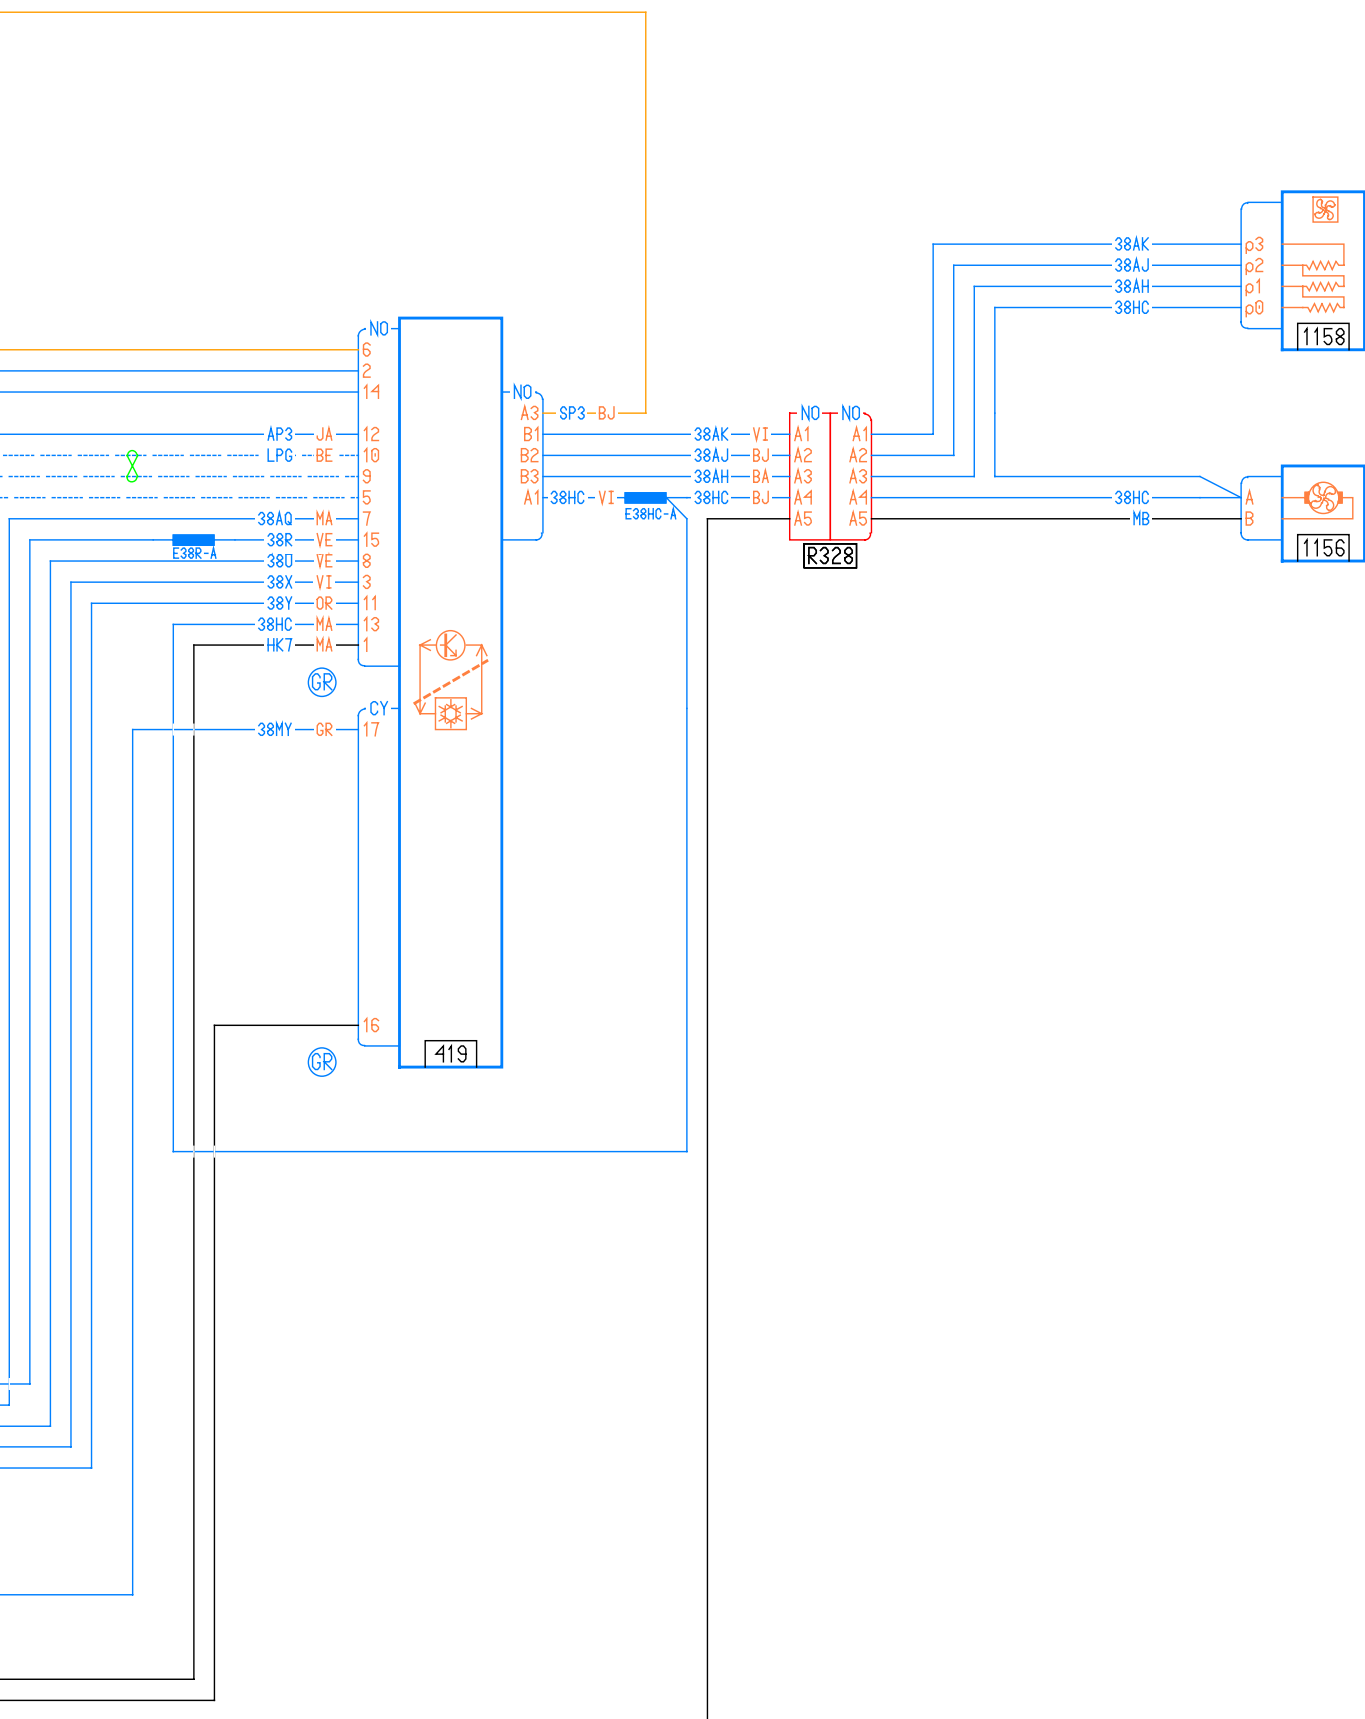 38AK p3
38AJ p2
38AH p1
38HC p0
1158
NO
6
2
14
NO
A3 SP3 BJ
NO NO
AP3 JA 12
B1 38AK VI A1 A1
LPG BE 10
B2 38AJ BJ A2 A2
9
B3 38AH BA A3 A3
5
A1 38HC VI 38HC BJ A4 A4 38HC A
E38HC-A
38AQ MA 7
A5 A5 MB B
38R VE 15
E38R-A
R328
1156
38U VE 8
38X VI 3
38Y OR 11
38HC MA 13
HK7 MA 1
GR
CY
38MY GR 17
16
GR
419